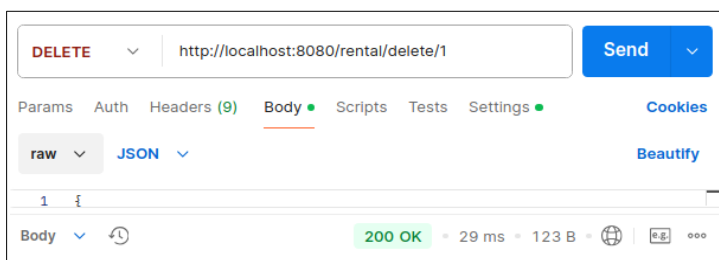 DELETE http://localhost:8080/rental/delete/1 Send
Params Auth Headers (9) Body Scripts Tests Settings Cookies
raw JSON Beautify
1 {
Body 200 OK 29 ms 123 B e.g.